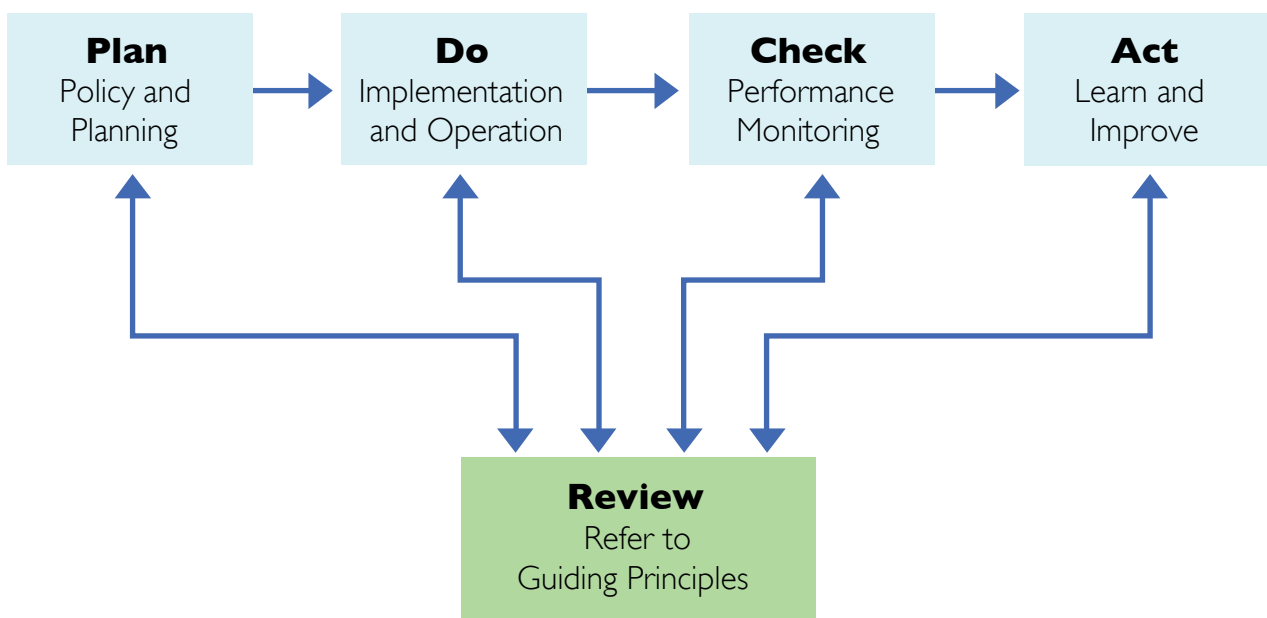 Plan
Policy and
Planning
Do
Implementation
and Operation
Check
Performance
Monitoring
Act
Learn and
Improve
Review
Refer to
Guiding Principles